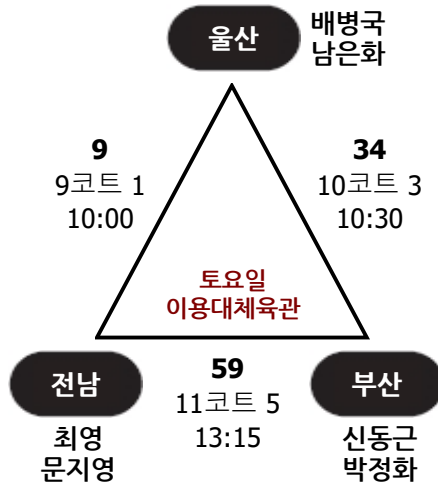 울산
배병국
남은화
9
9코트 1
10:00
34
10코트 3
10:30
토요일
이용대체육관
전남
최영
문지영
59
11코트 5
13:15
부산
신동근
박정화